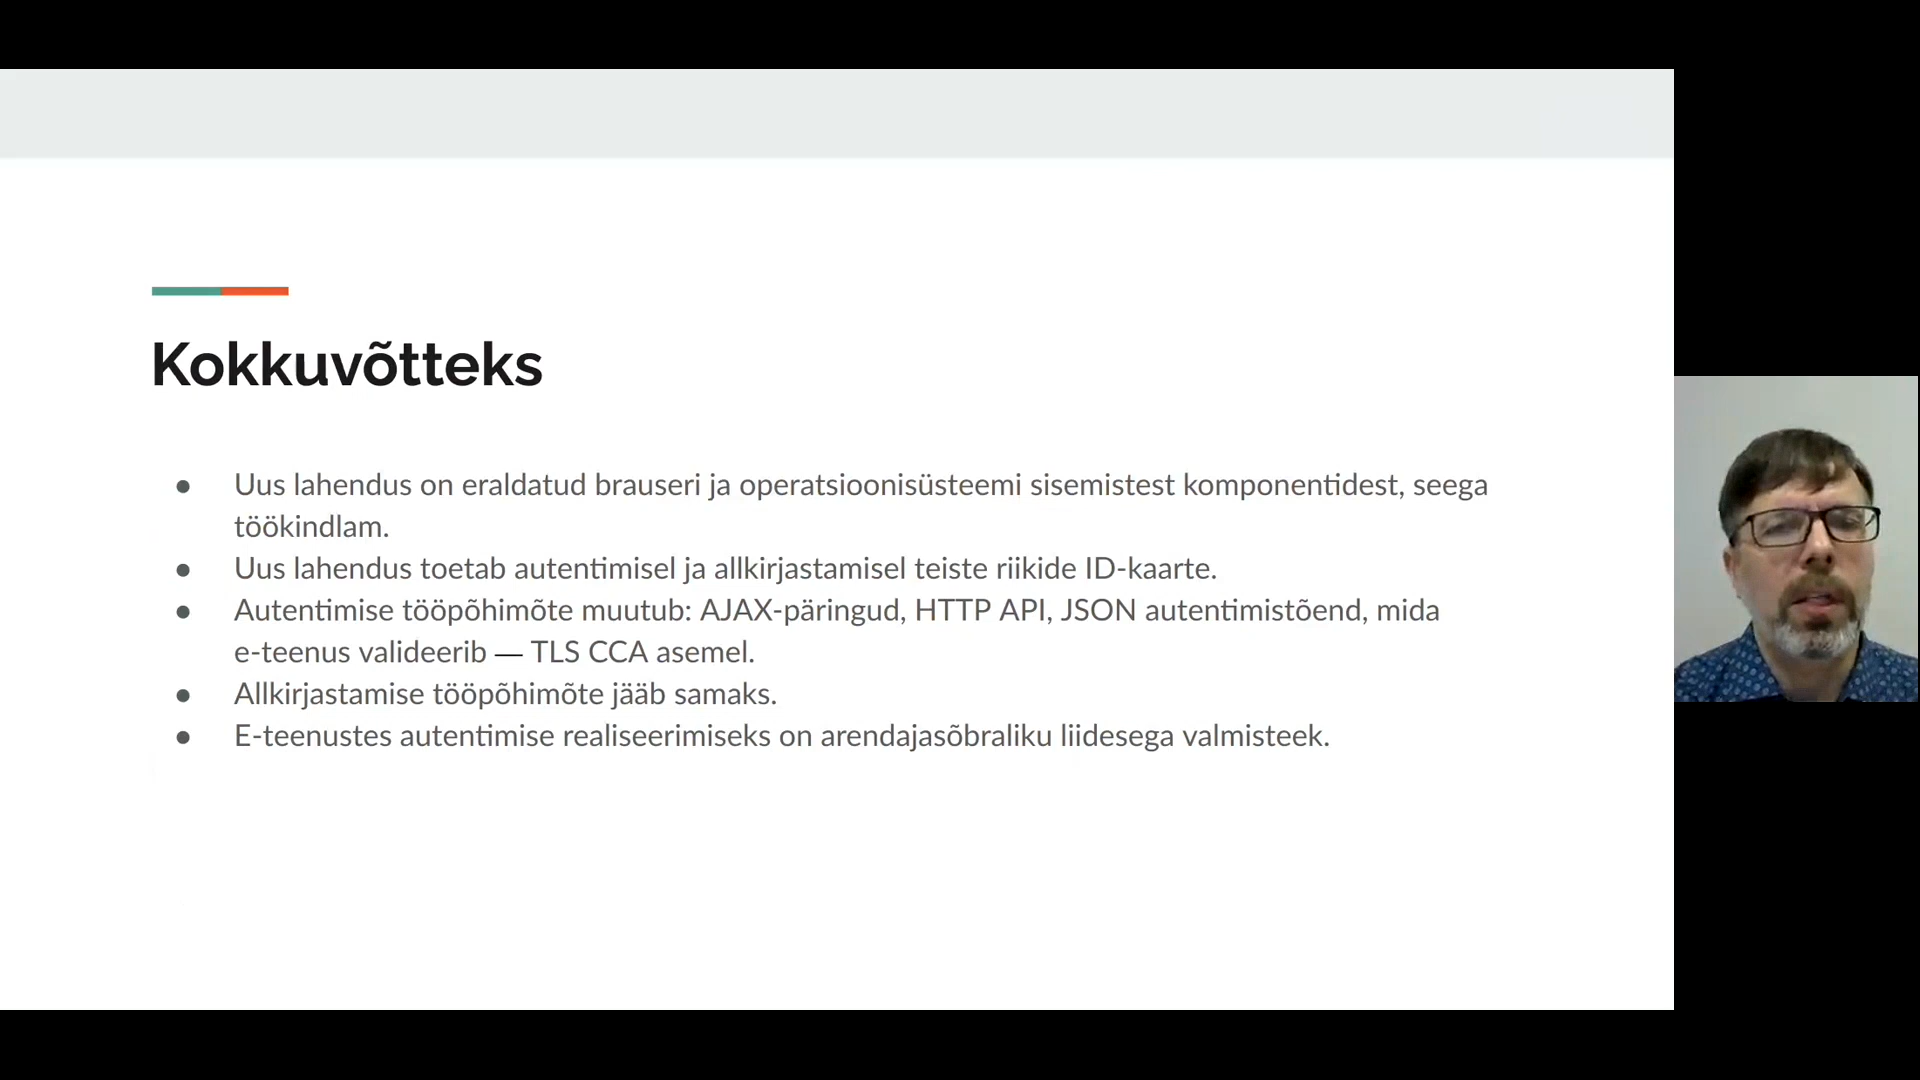 Kokkuvõtteks
● Uus lahendus on eraldatud brauseri ja operatsioonisüsteemi sisemistest komponentidest, seega
töökindlam.
● Uus lahendus toetab autentimisel ja allkirjastamisel teiste riikide ID-kaarte.
● Autentimise tööpõhimõte muutub: AJAX-päringud, HTTP API, JSON autentimistõend, mida
e-teenus valideerib — TLS CCA asemel.
● Allkirjastamise tööpõhimõte jääb samaks.
● E-teenustes autentimise realiseerimiseks on arendajasõbraliku liidesega valmisteek.